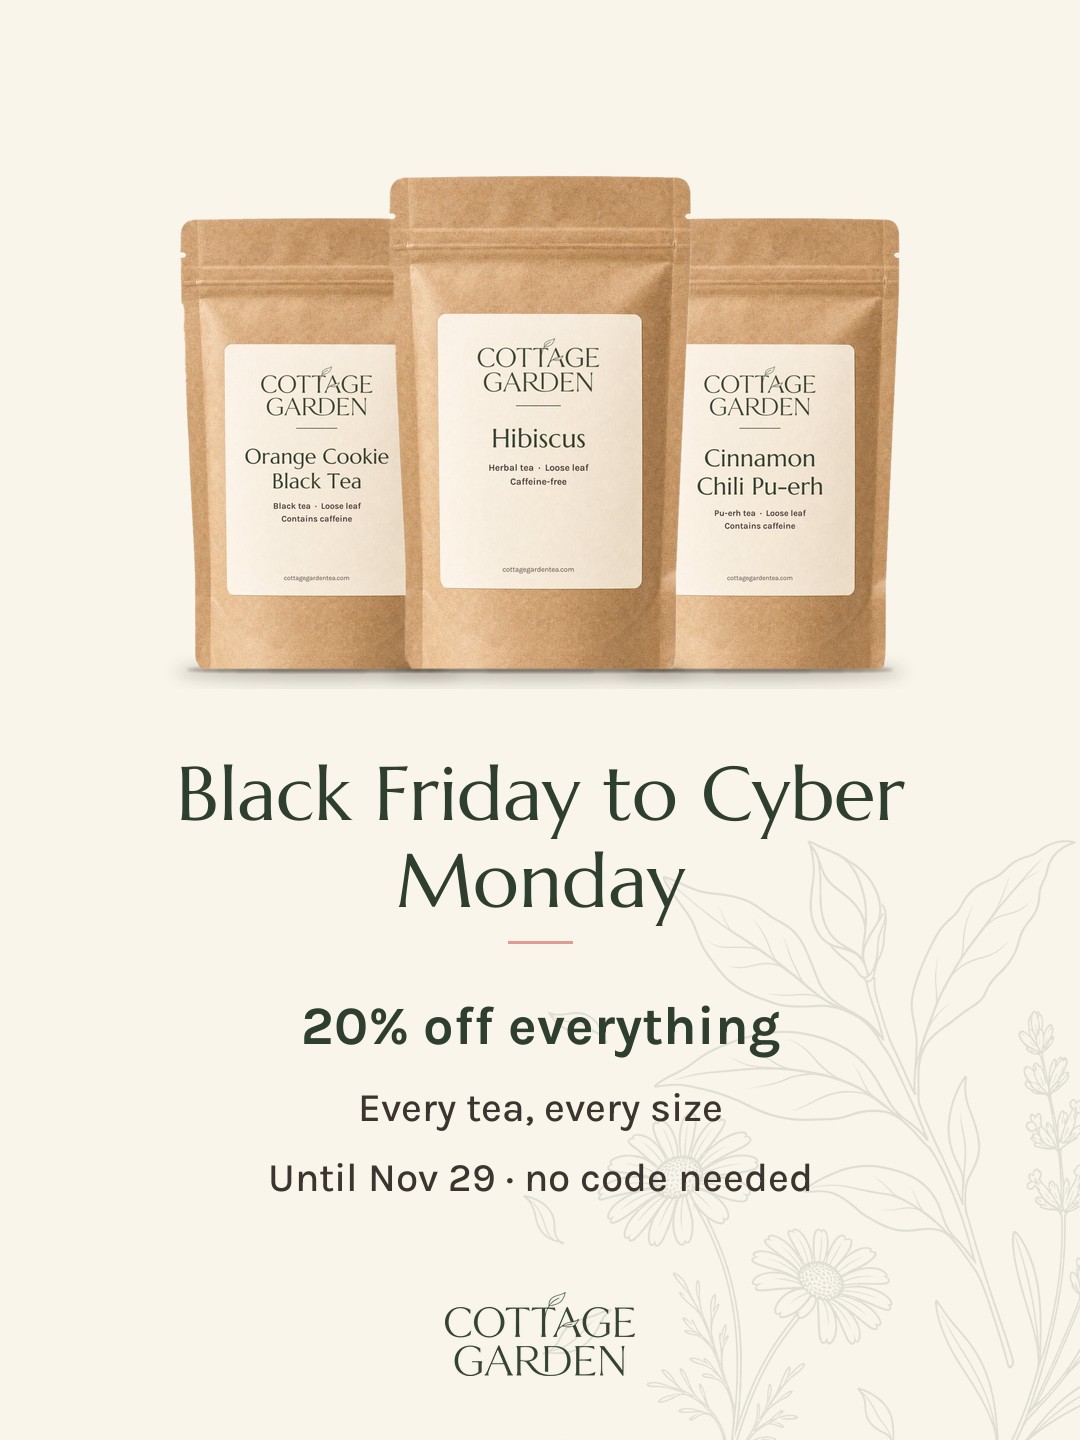 COTTAGE
GARDEN
Orange Cookie
Black Tea
Black tea · Loose leaf
Contains caffeine
cottagegardentea.com
COTTAGE
GARDEN
Hibiscus
Herbal tea · Loose leaf
Caffeine-free
cottagegardentea.com
COTTAGE
GARDEN
Cinnamon
Chili Pu-erh
Pu-erh tea · Loose leaf
Contains caffeine
cottagegardentea.com
Black Friday to Cyber
Monday
20% off everything
Every tea, every size
Until Nov 29 · no code needed
COTTAGE
GARDEN